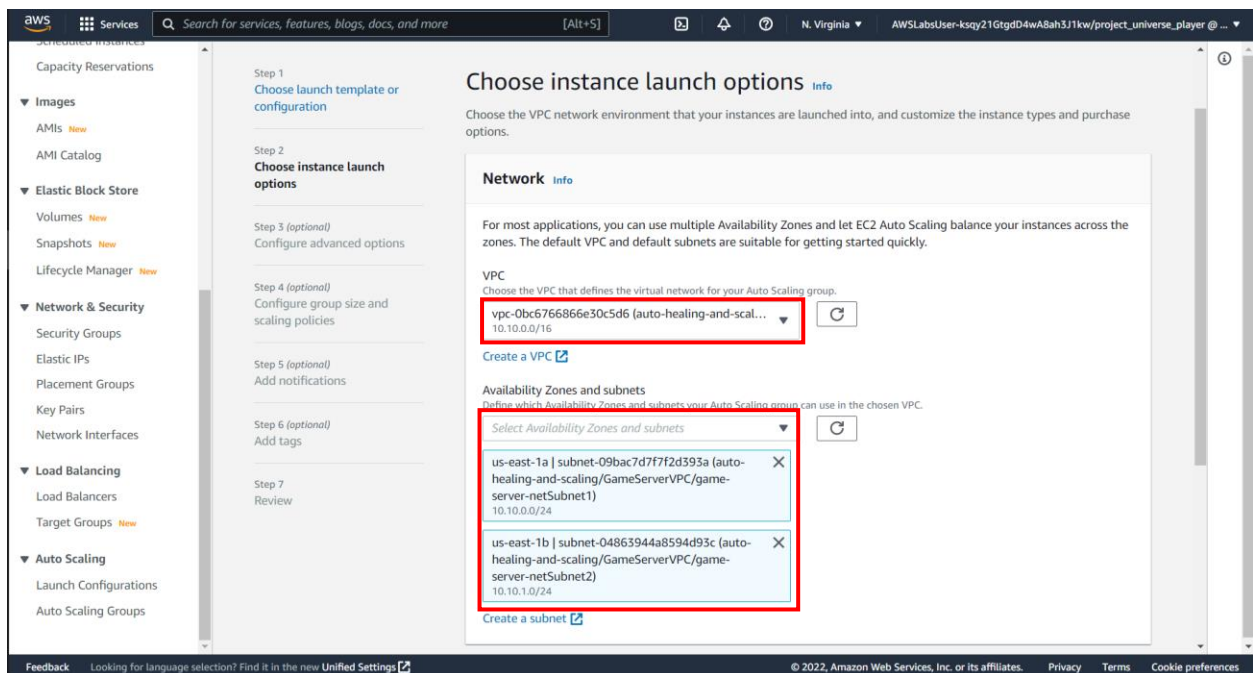 aws
Services
Search for services, features, blogs, docs, and more
[Alt+S]
N. Virginia ▼
AWSLabsUser-ksqy21GtgdD4wA8ah3J1kw/project_universe_player @ ... ▼
Scheduled Instances
Capacity Reservations
▼ Images
AMIs New
AMI Catalog
▼ Elastic Block Store
Volumes New
Snapshots New
Lifecycle Manager New
▼ Network & Security
Security Groups
Elastic IPs
Placement Groups
Key Pairs
Network Interfaces
▼ Load Balancing
Load Balancers
Target Groups New
▼ Auto Scaling
Launch Configurations
Auto Scaling Groups
Step 1
Choose launch template or
configuration
Step 2
Choose instance launch
options
Step 3 (optional)
Configure advanced options
Step 4 (optional)
Configure group size and
scaling policies
Step 5 (optional)
Add notifications
Step 6 (optional)
Add tags
Step 7
Review
Choose instance launch options Info
Choose the VPC network environment that your instances are launched into, and customize the instance types and purchase
options.
Network Info
For most applications, you can use multiple Availability Zones and let EC2 Auto Scaling balance your instances across the
zones. The default VPC and default subnets are suitable for getting started quickly.
VPC
Choose the VPC that defines the virtual network for your Auto Scaling group.
vpc-0bc6766866e30c5d6 (auto-healing-and-scal...
10.10.0.0/16
Create a VPC
Availability Zones and subnets
Define which Availability Zones and subnets your Auto Scaling group can use in the chosen VPC.
Select Availability Zones and subnets
us-east-1a | subnet-09bac7d7f7f2d393a (auto-
healing-and-scaling/GameServerVPC/game-
server-netSubnet1)
10.10.0.0/24
us-east-1b | subnet-04863944a8594d93c (auto-
healing-and-scaling/GameServerVPC/game-
server-netSubnet2)
10.10.1.0/24
Create a subnet
Feedback
Looking for language selection? Find it in the new Unified Settings
© 2022, Amazon Web Services, Inc. or its affiliates.
Privacy
Terms
Cookie preferences